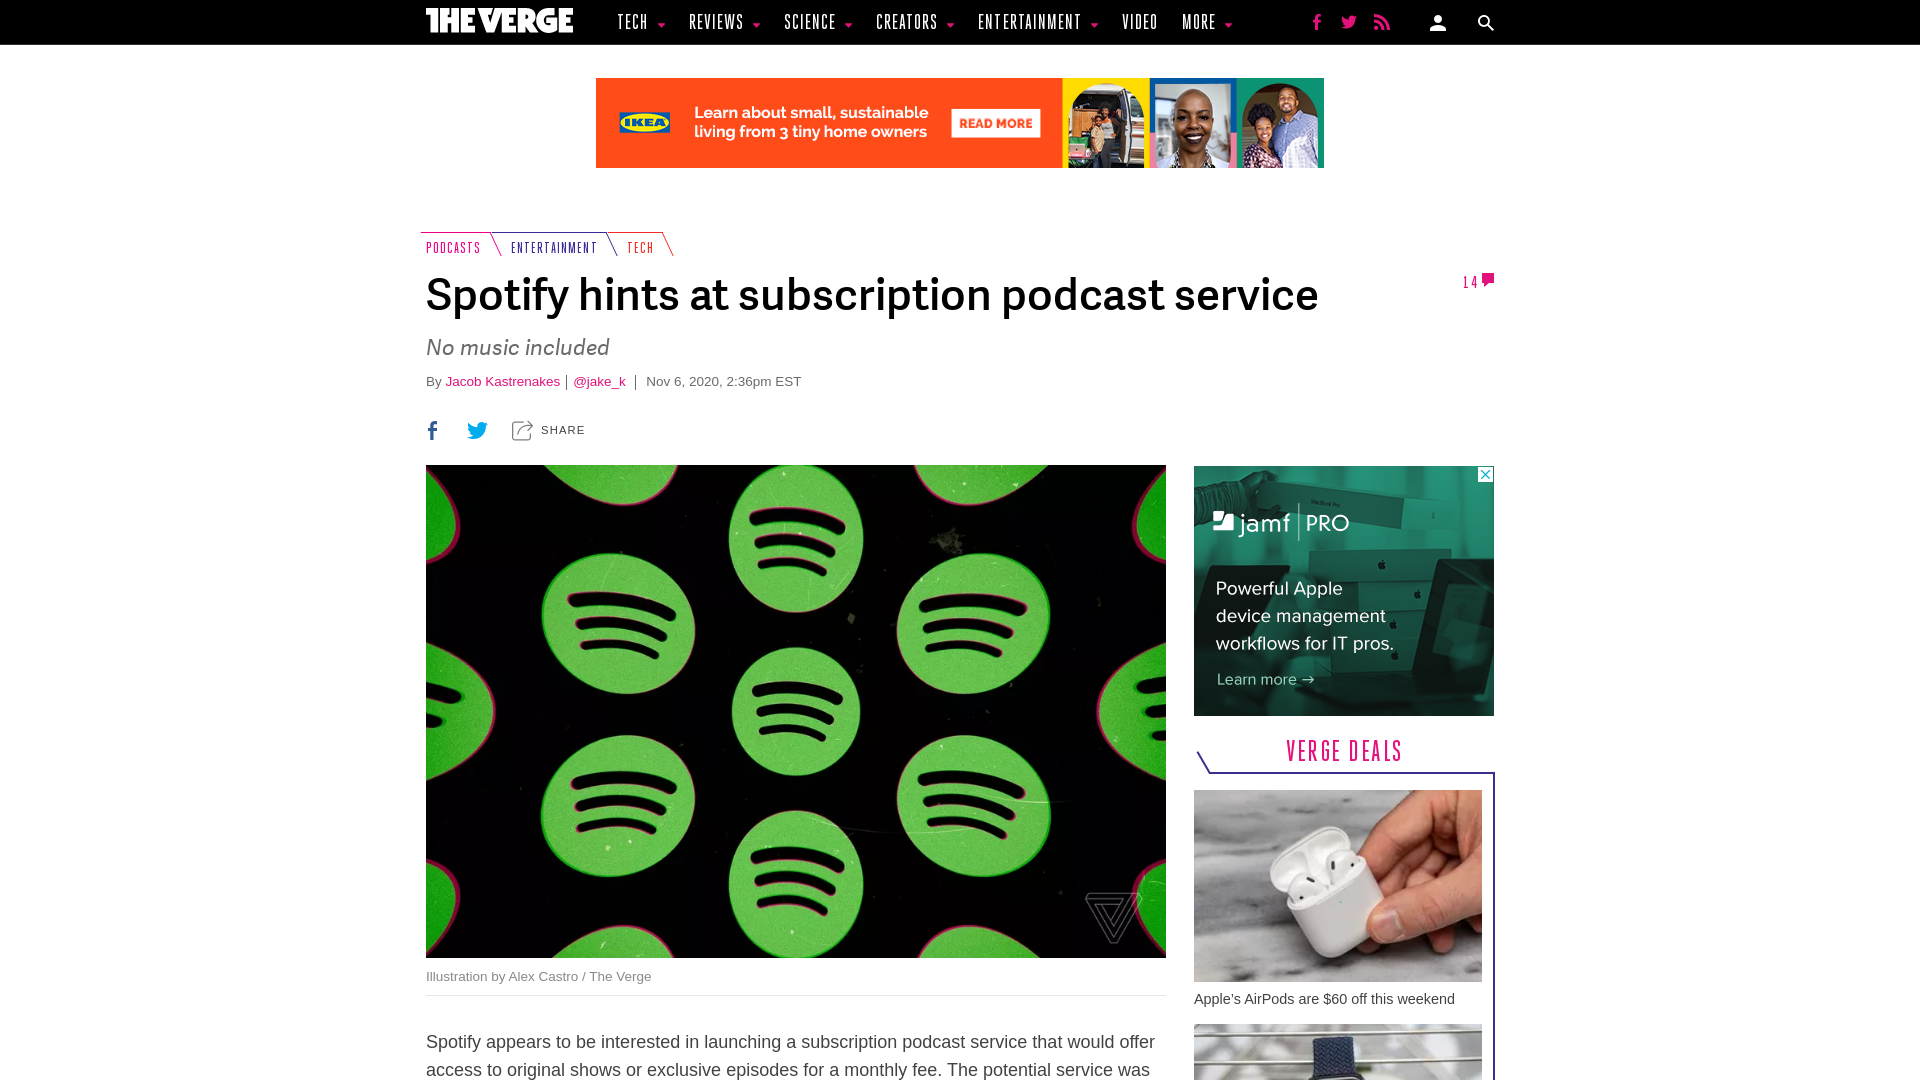 THE VERGE
TECH
REVIEWS
SCIENCE
CREATORS
ENTERTAINMENT
VIDEO
MORE
IKEA
Learn about small, sustainable
living from 3 tiny home owners
READ MORE
PODCASTS
ENTERTAINMENT
TECH
Spotify hints at subscription podcast service
14
No music included
By Jacob Kastrenakes | @jake_k | Nov 6, 2020, 2:36pm EST
SHARE
MacBook Pro
jamf | PRO
Powerful Apple
device management
workflows for IT pros.
Learn more →
VERGE DEALS
Apple’s AirPods are $60 off this weekend
Illustration by Alex Castro / The Verge
Spotify appears to be interested in launching a subscription podcast service that would offer
access to original shows or exclusive episodes for a monthly fee. The potential service was